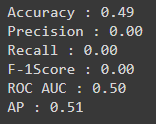 Accuracy : 0.49
Precision : 0.00
Recall : 0.00
F-1Score : 0.00
ROC AUC : 0.50
AP : 0.51